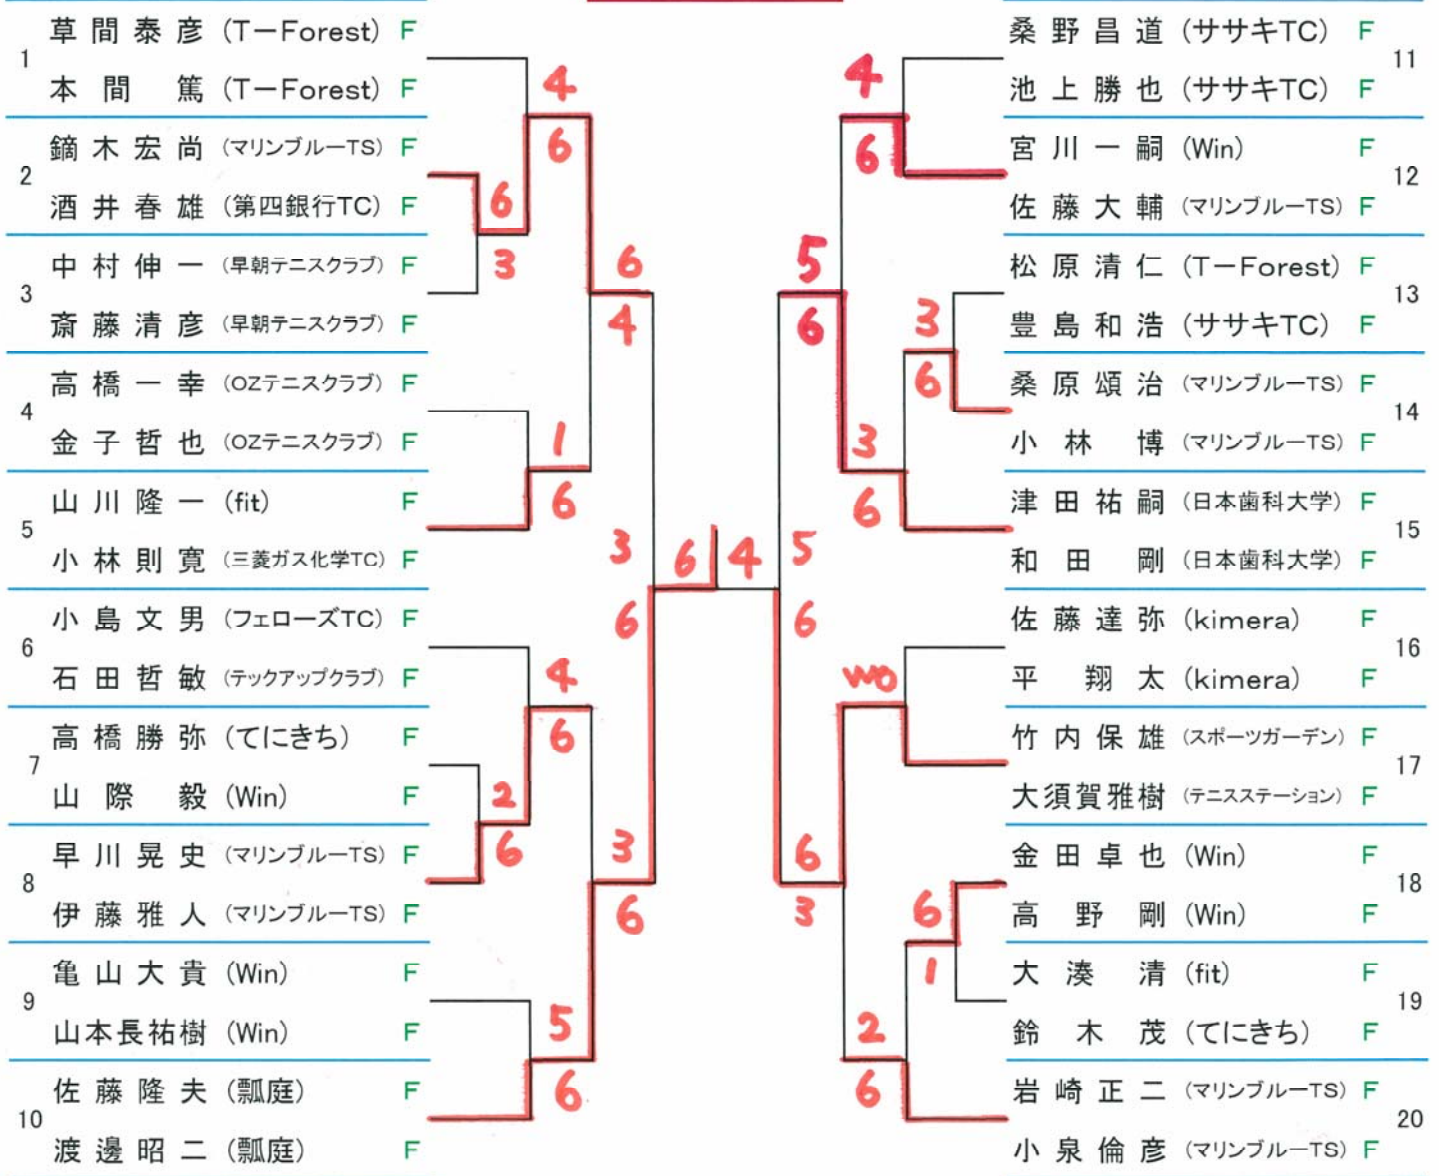 1
草間泰彦 (T-Forest) F
本間 篤 (T-Forest) F
2
鏑木宏尚 (マリンブルーTS) F
酒井春雄 (第四銀行TC) F
3
中村伸一 (早朝テニスクラブ) F
斎藤清彦 (早朝テニスクラブ) F
4
高橋一幸 (OZテニスクラブ) F
金子哲也 (OZテニスクラブ) F
5
山川隆一 (fit) F
小林則寛 (三菱ガス化学TC) F
6
小島文男 (フェローズTC) F
石田哲敏 (テックアップクラブ) F
7
高橋勝弥 (てにきち) F
山際 毅 (Win) F
8
早川晃史 (マリンブルーTS) F
伊藤雅人 (マリンブルーTS) F
9
亀山大貴 (Win) F
山本長祐樹 (Win) F
10
佐藤隆夫 (瓢庭) F
渡邊昭二 (瓢庭) F
4
6
6
3
6
4
1
6
3
6
4
6
2
6
3
6
5
6
6
4
4
6
5
6
3
6
3
6
5
6
WO
6
3
6
1
2
6
桑野昌道 (ササキTC) F
池上勝也 (ササキTC) F
11
宮川一嗣 (Win) F
佐藤大輔 (マリンブルーTS) F
12
松原清仁 (T-Forest) F
豊島和浩 (ササキTC) F
13
桑原頌治 (マリンブルーTS) F
小林 博 (マリンブルーTS) F
14
津田祐嗣 (日本歯科大学) F
和田 剛 (日本歯科大学) F
15
佐藤達弥 (kimera) F
平 翔太 (kimera) F
16
竹内保雄 (スポーツガーデン) F
大須賀雅樹 (テニスステーション) F
17
金田卓也 (Win) F
高野 剛 (Win) F
18
大湊 清 (fit) F
鈴木 茂 (てにきち) F
19
岩崎正二 (マリンブルーTS) F
小泉倫彦 (マリンブルーTS) F
20